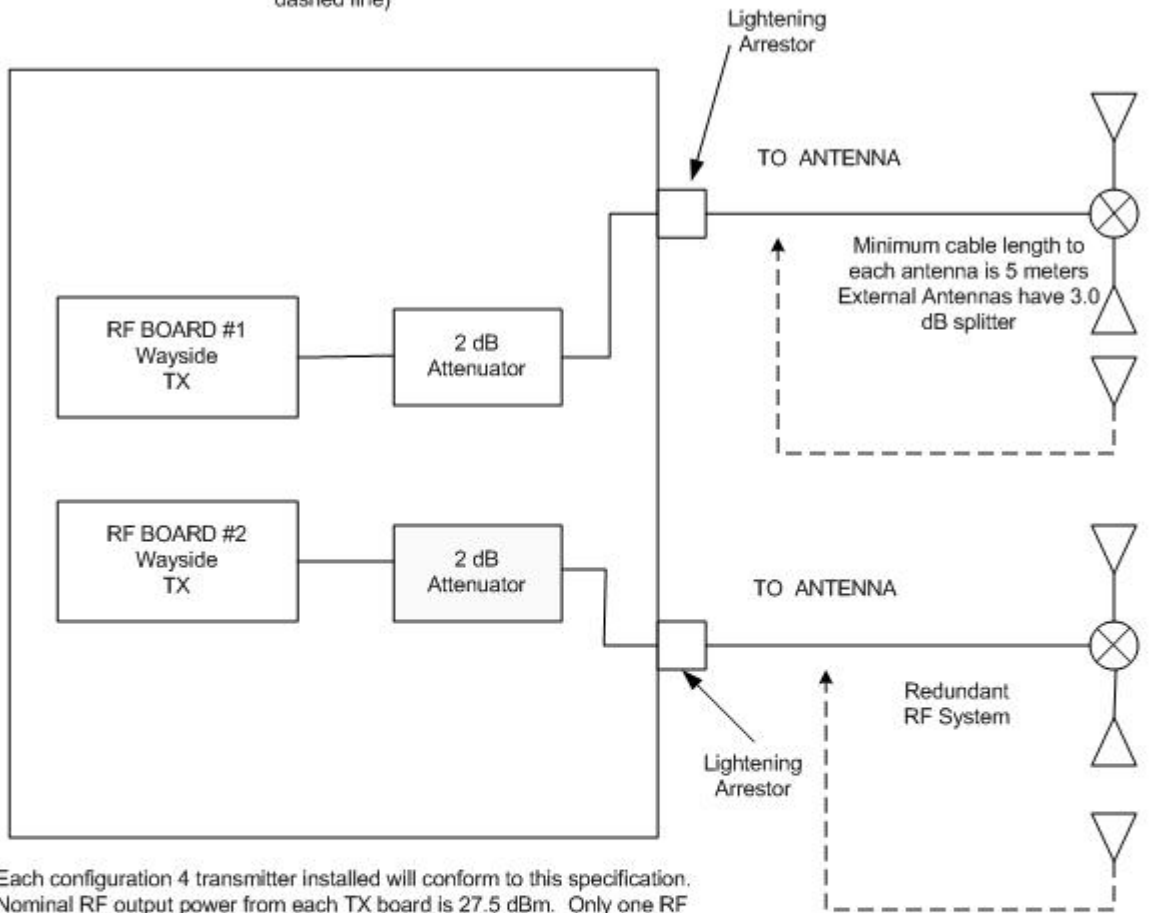 dashed line)
Lightening
Arrestor
TO ANTENNA
Minimum cable length to
each antenna is 5 meters
External Antennas have 3.0
dB splitter
RF BOARD #1
Wayside
TX
2 dB
Attenuator
RF BOARD #2
Wayside
TX
2 dB
Attenuator
TO ANTENNA
Redundant
RF System
Lightening
Arrestor
Each configuration 4 transmitter installed will conform to this specification.
Nominal RF output power from each TX board is 27.5 dBm. Only one RF